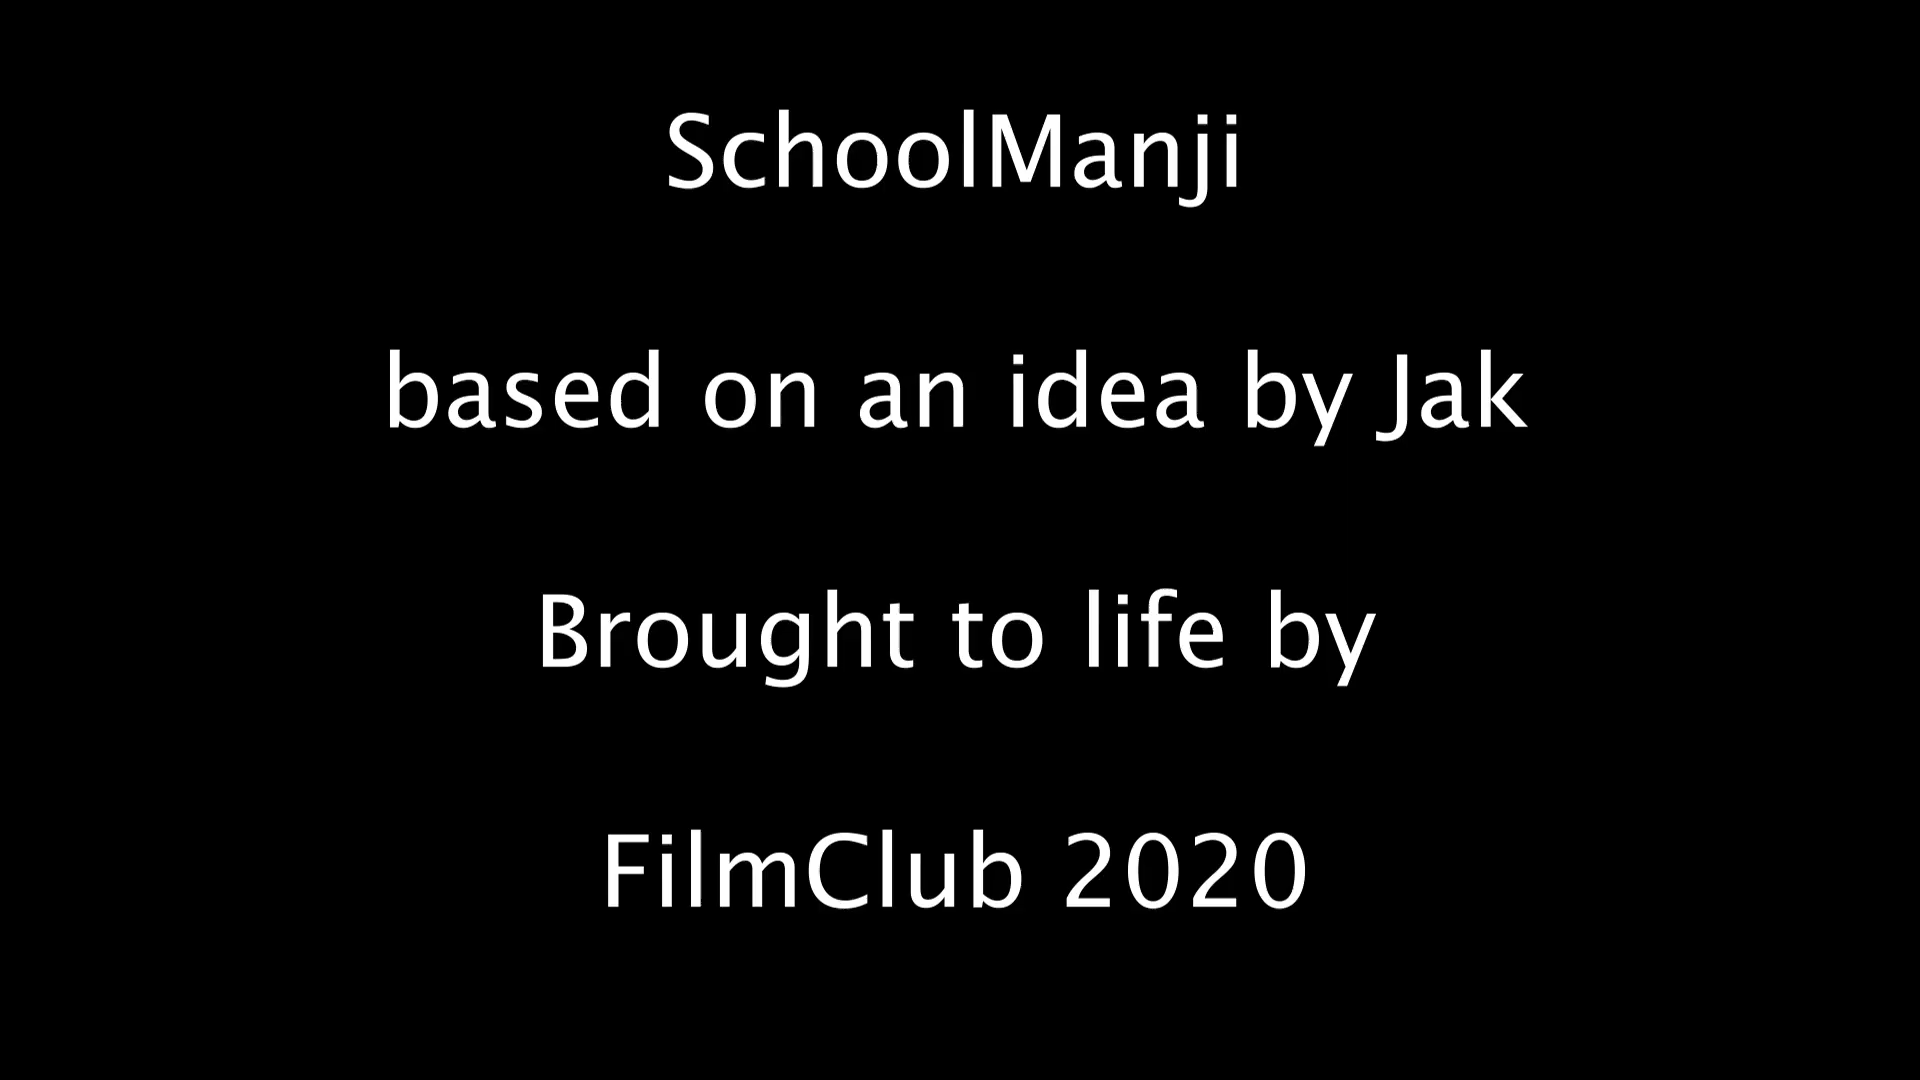 SchoolManji
based on an idea by Jak
Brought to life by
FilmClub 2020